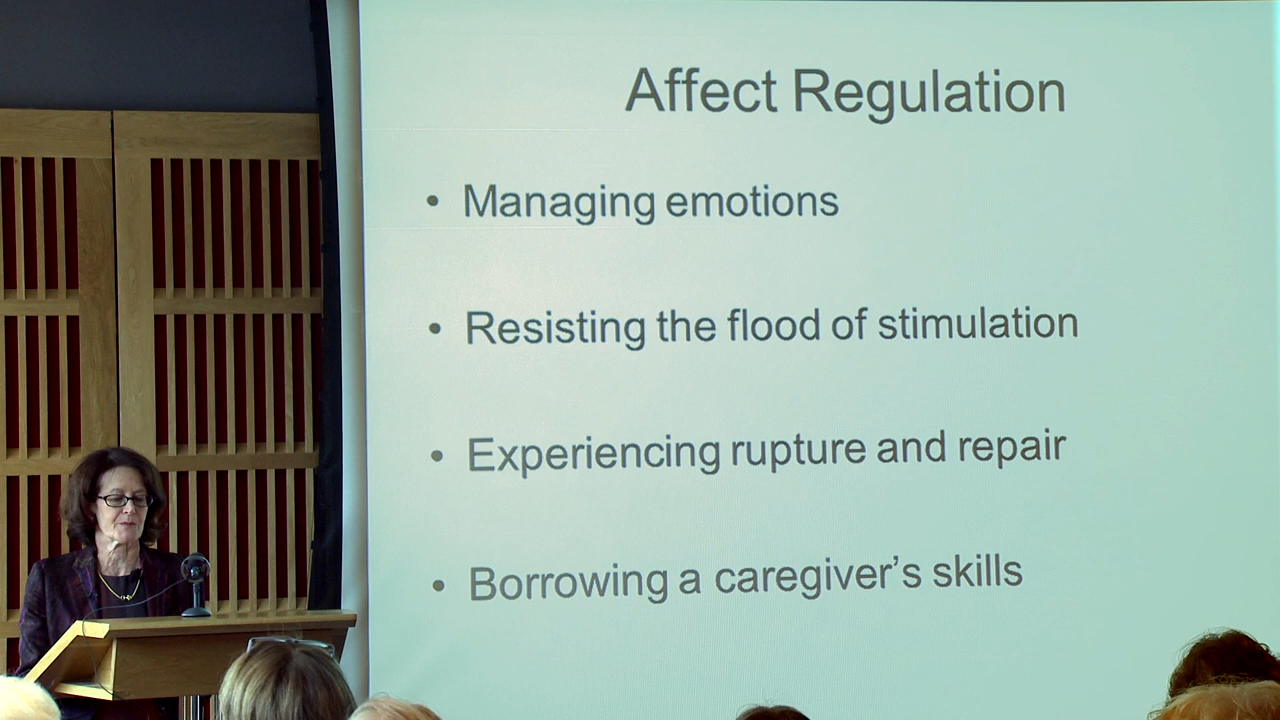 Affect Regulation
• Managing emotions
• Resisting the flood of stimulation
• Experiencing rupture and repair
• Borrowing a caregiver’s skills